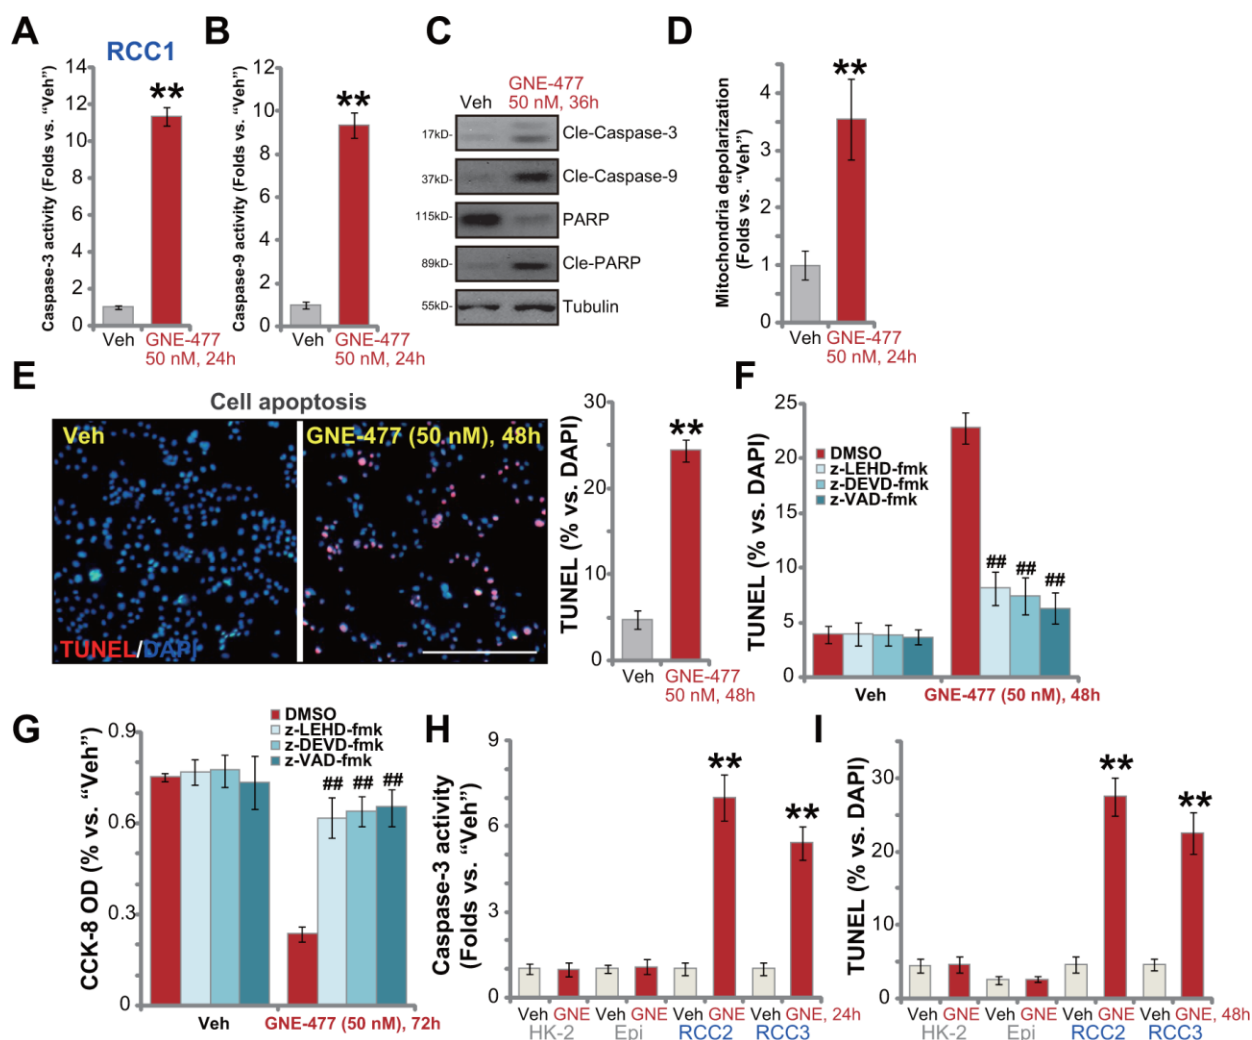 A
RCC1
Caspase-3 activity (Folds vs. "Veh")
14
12
10
8
6
4
2
0
Veh
GNE-477
50 nM, 24h
B
Caspase-9 activity (Folds vs. "Veh")
12
10
8
6
4
2
0
**
**
Veh
GNE-477
50 nM, 24h
C
Veh
GNE-477
50 nM, 36h
17kD-
Cle-Caspase-3
37kD-
Cle-Caspase-9
115kD-
PARP
89kD-
Cle-PARP
55kD-
Tubulin
D
Mitochondria depolarization
(Folds vs. "Veh")
4
2
1
0
**
Veh
GNE-477
50 nM, 24h
E
Cell apoptosis
Veh
GNE-477 (50 nM), 48h
TUNEL/DAPI
TUNEL (% vs. DAPI)
30
20
10
0
**
Veh
GNE-477
50 nM, 48h
F
TUNEL (% vs. DAPI)
25
20
15
10
5
0
DMSO
z-LEHD-fmk
z-DEVD-fmk
z-VAD-fmk
## ## ##
Veh
GNE-477 (50 nM), 48h
G
CCK-8 OD (% vs. "Veh")
0.9
0.6
0.3
0
DMSO
z-LEHD-fmk
z-DEVD-fmk
z-VAD-fmk
## ## ##
Veh
GNE-477 (50 nM), 72h
H
Caspase-3 activity
(Folds vs. "Veh")
9
6
3
0
**
**
Veh GNE Veh GNE Veh GNE Veh GNE, 24h
HK-2 Epi RCC2 RCC3
I
TUNEL (% vs. DAPI)
30
20
10
0
**
**
Veh GNE Veh GNE Veh GNE Veh GNE, 48h
HK-2 Epi RCC2 RCC3